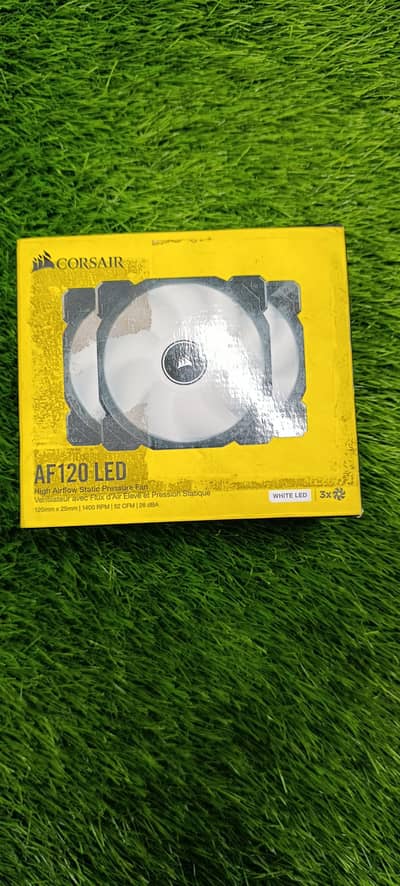 CORSAIR
AF120 LED
High Airflow Static Pressure Fan
Ventilateur avec Flux d'Air Élevé et Pression Statique
120mm x 25mm | 1400 RPM | 52 CFM | 26 dBA
WHITE LED
3x